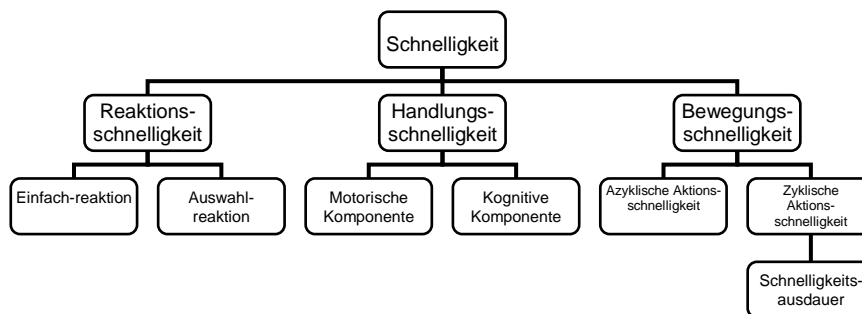 Schnelligkeit
Reaktions-
schnelligkeit
Handlungs-
schnelligkeit
Bewegungs-
schnelligkeit
Einfach-reaktion
Auswahl-
reaktion
Motorische
Komponente
Kognitive
Komponente
Azyklische Aktions-
schnelligkeit
Zyklische
Aktions-
schnelligkeit
Schnelligkeits-
ausdauer